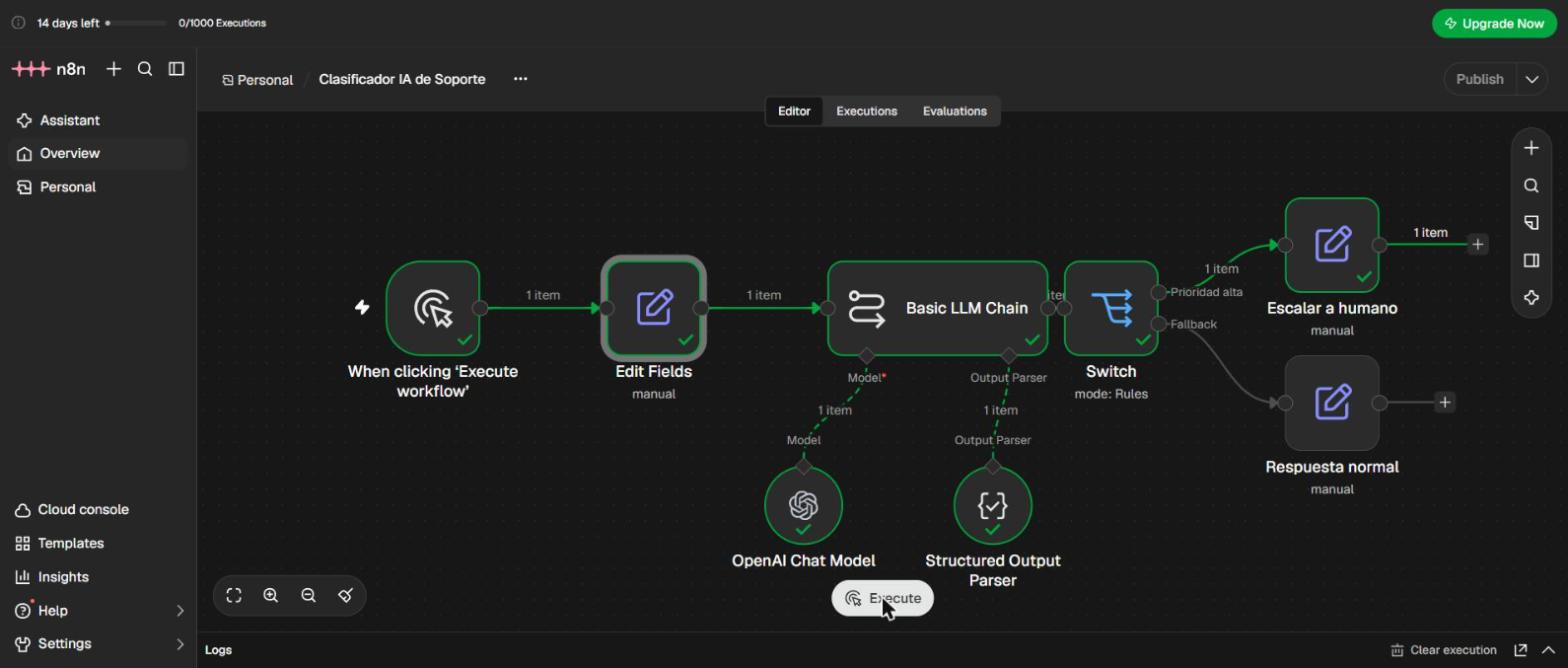 14 days left
0/1000 Executions
Upgrade Now
n8n
Personal / Clasificador IA de Soporte
Publish
Editor
Executions
Evaluations
Assistant
Overview
Personal
1 item
1 item
1 item
1 item
Prioridad alta
Fallback
Basic LLM Chain
When clicking ‘Execute workflow’
Edit Fields
manual
Model*
Output Parser
Switch
mode: Rules
Escalar a humano
manual
1 item
1 item
Model
Output Parser
Respuesta normal
manual
OpenAI Chat Model
Structured Output
Parser
Execute
Cloud console
Templates
Insights
Help
Settings
Logs
Clear execution